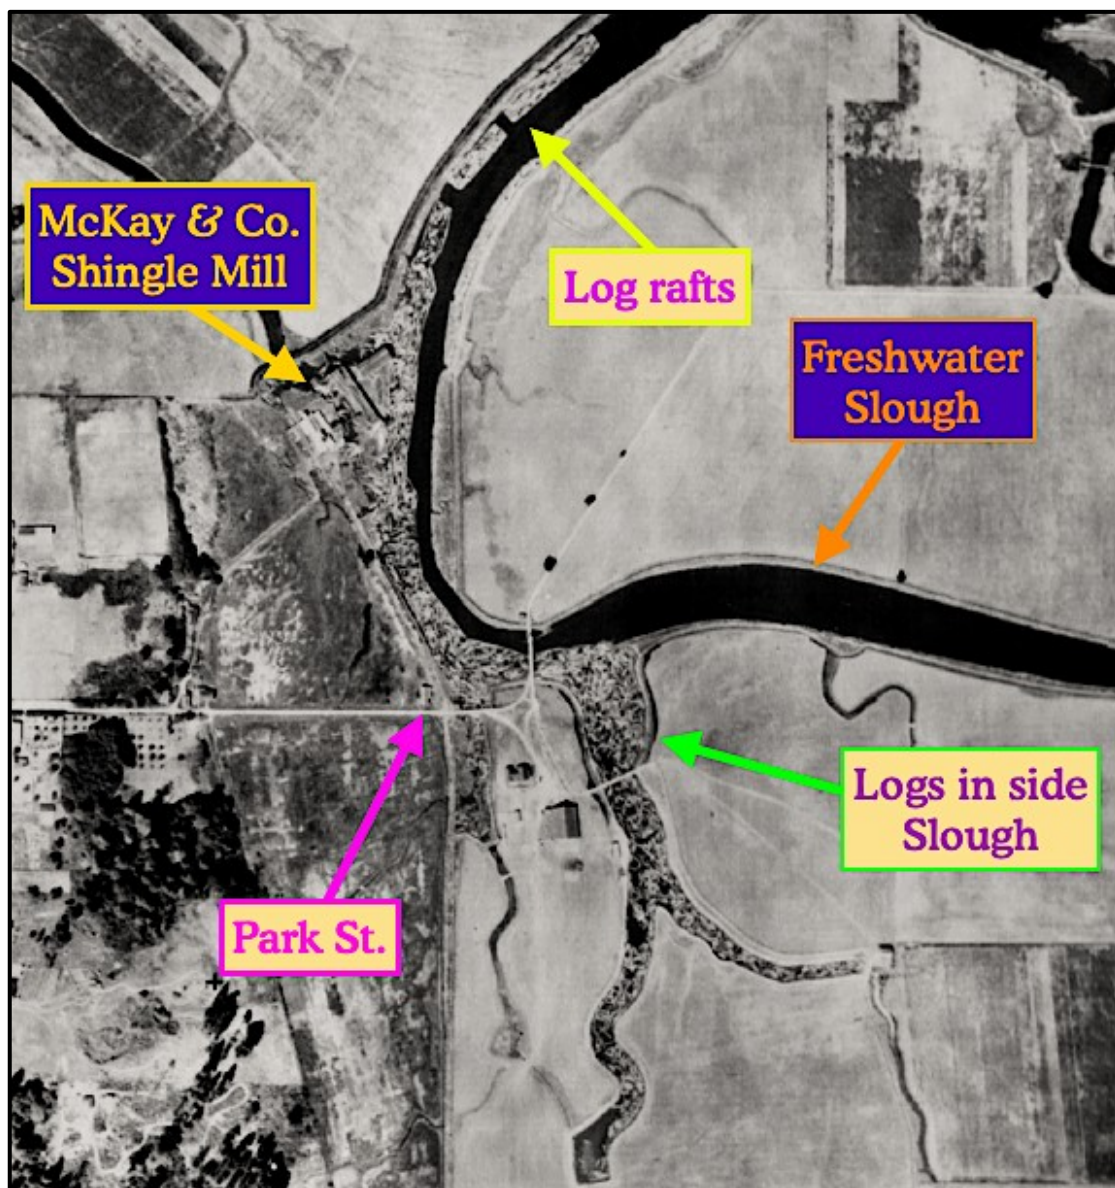 McKay & Co.
Shingle Mill
Log rafts
Freshwater
Slough
Logs in side
Slough
Park St.